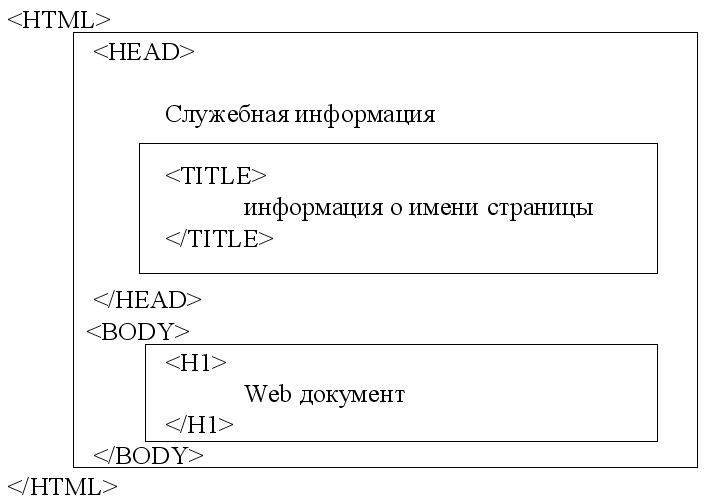 <HTML>
<HEAD>
Служебная информация
<TITLE>
информация о имени страницы
</TITLE>
</HEAD>
<BODY>
<H1>
Web документ
</H1>
</BODY>
</HTML>